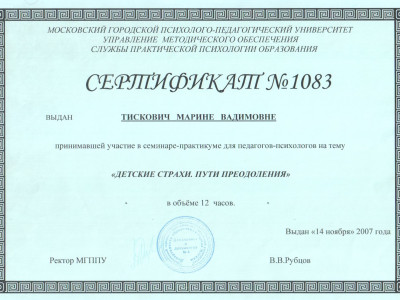 МОСКОВСКИЙ ГОРОДСКОЙ ПСИХОЛОГО-ПЕДАГОГИЧЕСКИЙ УНИВЕРСИТЕТ
УПРАВЛЕНИЕ МЕТОДИЧЕСКОГО ОБЕСПЕЧЕНИЯ
СЛУЖБЫ ПРАКТИЧЕСКОЙ ПСИХОЛОГИИ ОБРАЗОВАНИЯ
СЕРТИФИКАТ №1083
ВЫДАН ТИСКОВИЧ МАРИНЕ ВАДИМОВНЕ
принимавшей участие в семинаре-практикуме для педагогов-психологов на тему
«ДЕТСКИЕ СТРАХИ. ПУТИ ПРЕОДОЛЕНИЯ»
- в объёме 12 часов. -
Выдан «14 ноября» 2007 года
Ректор МГППУ В.В.Рубцов